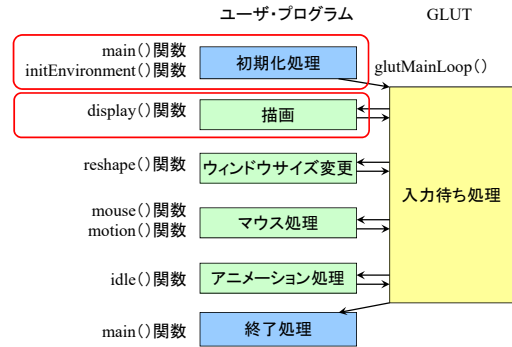 ユーザ・プログラム
GLUT
main()関数
initEnvironment()関数
初期化処理
glutMainLoop()
display()関数
描画
reshape()関数
ウィンドウサイズ変更
入力待ち処理
mouse()関数
motion()関数
マウス処理
idle()関数
アニメーション処理
main()関数
終了処理